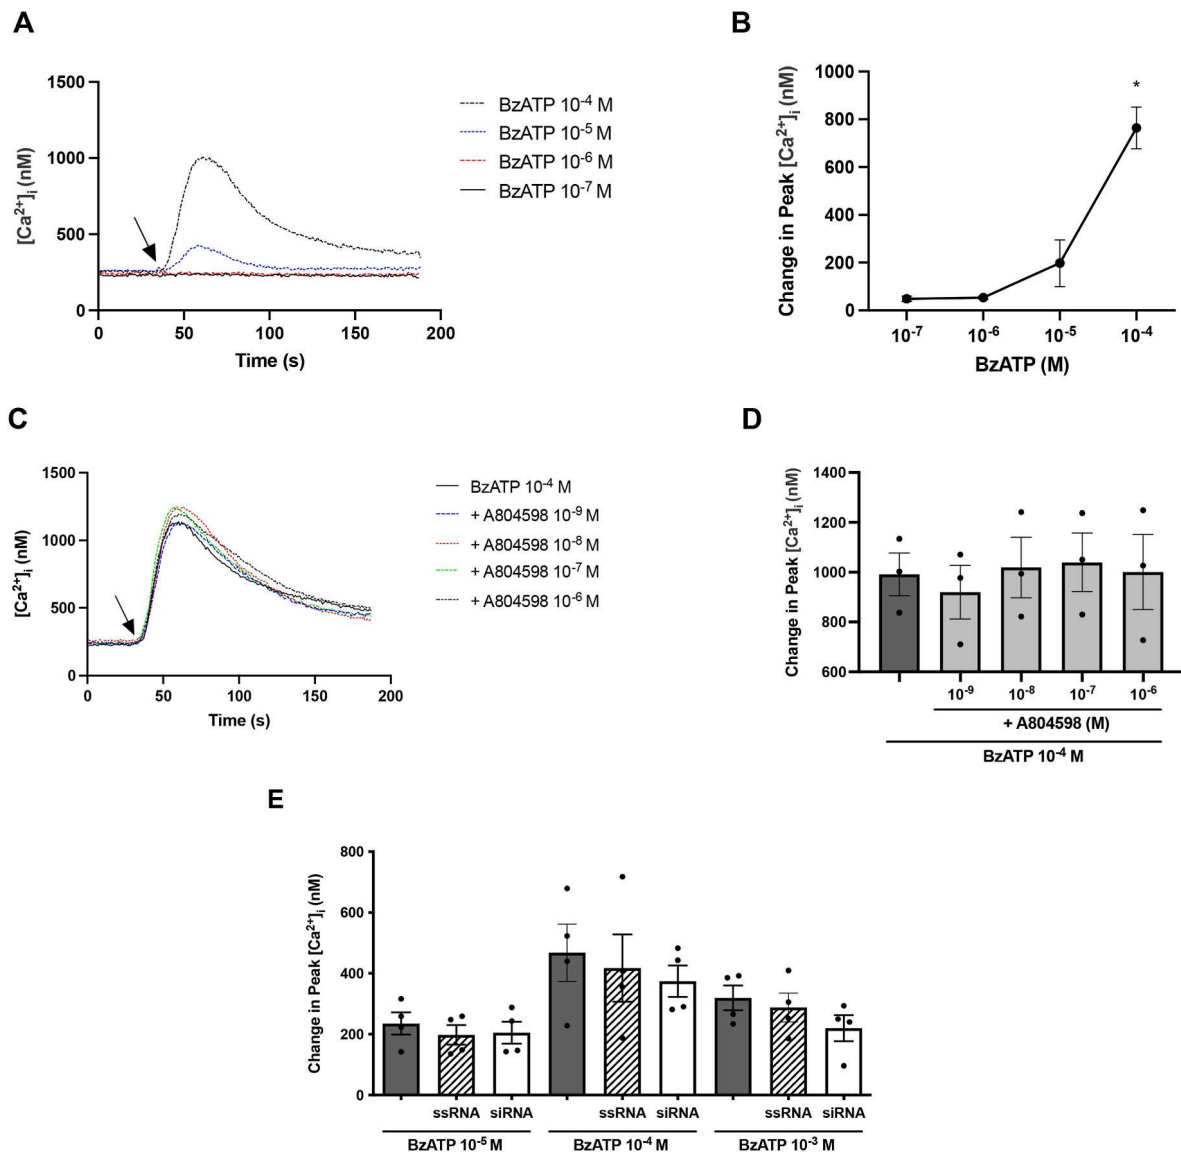 A
[Ca²⁺]ᵢ (nM)
1500
1000
500
0
0 50 100 150 200
Time (s)
BzATP 10⁻⁴ M
BzATP 10⁻⁵ M
BzATP 10⁻⁶ M
BzATP 10⁻⁷ M
B
Change in Peak [Ca²⁺]ᵢ (nM)
1000
800
600
400
200
0
10⁻⁷ 10⁻⁶ 10⁻⁵ 10⁻⁴
BzATP (M)
*
C
[Ca²⁺]ᵢ (nM)
1500
1000
500
0
0 50 100 150 200
Time (s)
BzATP 10⁻⁴ M
+ A804598 10⁻⁹ M
+ A804598 10⁻⁸ M
+ A804598 10⁻⁷ M
+ A804598 10⁻⁶ M
D
Change in Peak [Ca²⁺]ᵢ (nM)
1400
1200
1000
800
600
10⁻⁹ 10⁻⁸ 10⁻⁷ 10⁻⁶
+ A804598 (M)
BzATP 10⁻⁴ M
E
Change in Peak [Ca²⁺]ᵢ (nM)
800
600
400
200
0
ssRNA siRNA ssRNA siRNA ssRNA siRNA
BzATP 10⁻⁵ M BzATP 10⁻⁴ M BzATP 10⁻³ M